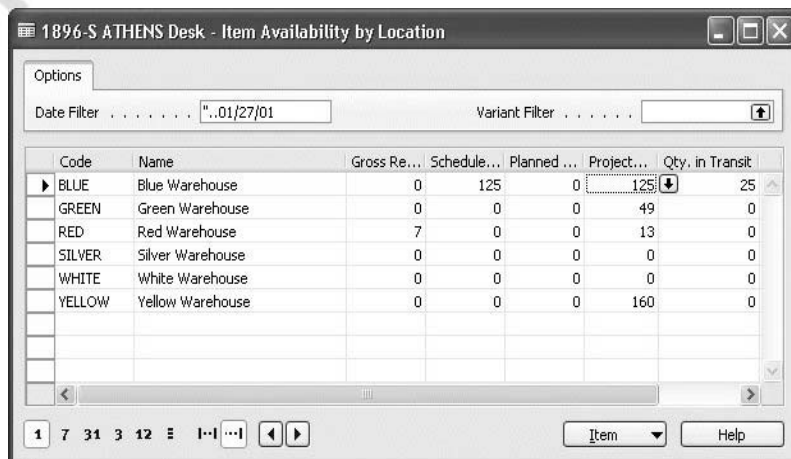 1896-S ATHENS Desk - Item Availability by Location
Options
Date Filter . . . . . . . "..01/27/01 Variant Filter . . . . . .
Code Name Gross Re... Schedule... Planned ... Project... Qty. in Transit
BLUE Blue Warehouse 0 125 0 125 25
GREEN Green Warehouse 0 0 0 49 0
RED Red Warehouse 7 0 0 13 0
SILVER Silver Warehouse 0 0 0 0 0
WHITE White Warehouse 0 0 0 0 0
YELLOW Yellow Warehouse 0 0 0 160 0
1 7 31 3 12 Item Help